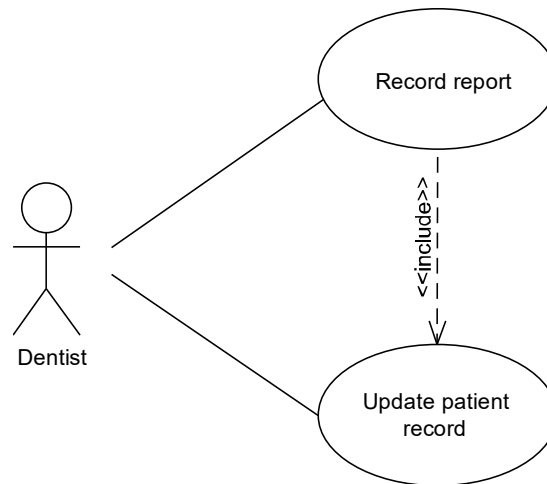 Record report
<<include>>
Dentist
Update patient
record